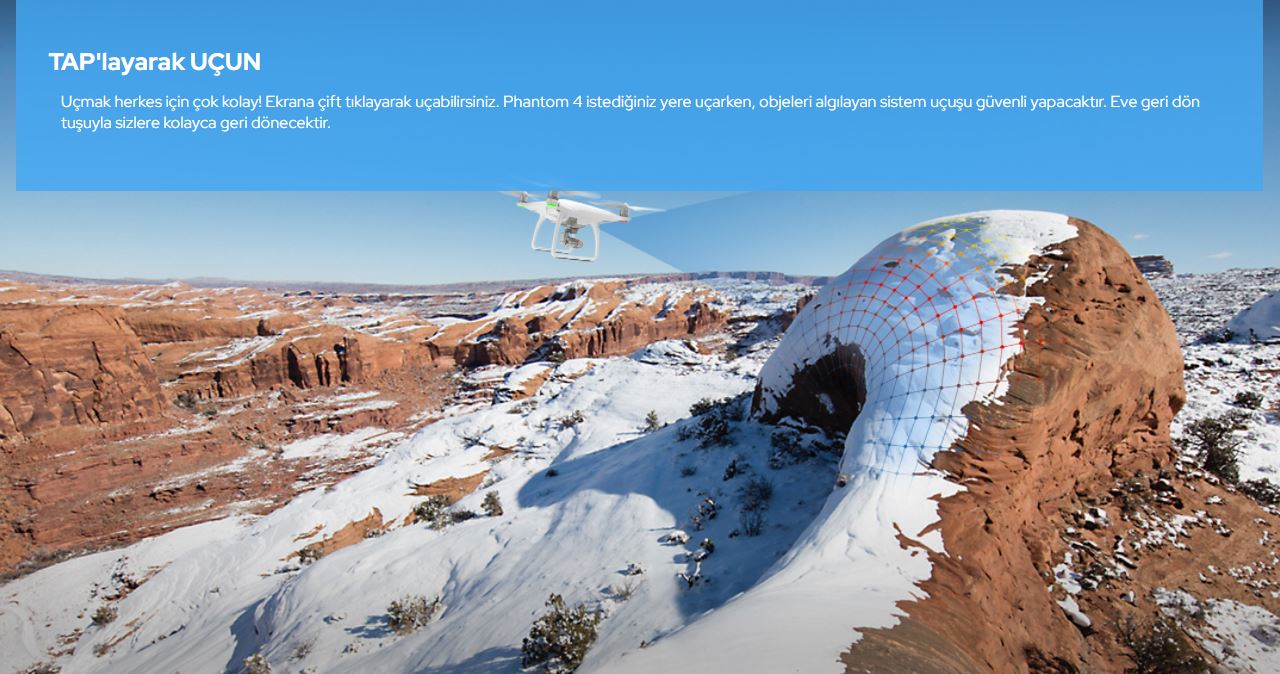 TAP'layarak UÇUN
Uçmak herkes için çok kolay! Ekrana çift tıklayarak uçabilirsiniz. Phantom 4 istediğiniz yere uçarken, objeleri algılayan sistem uçuşu güvenli yapacaktır. Eve geri dön
tuşuyla sizlere kolayca geri dönecektir.